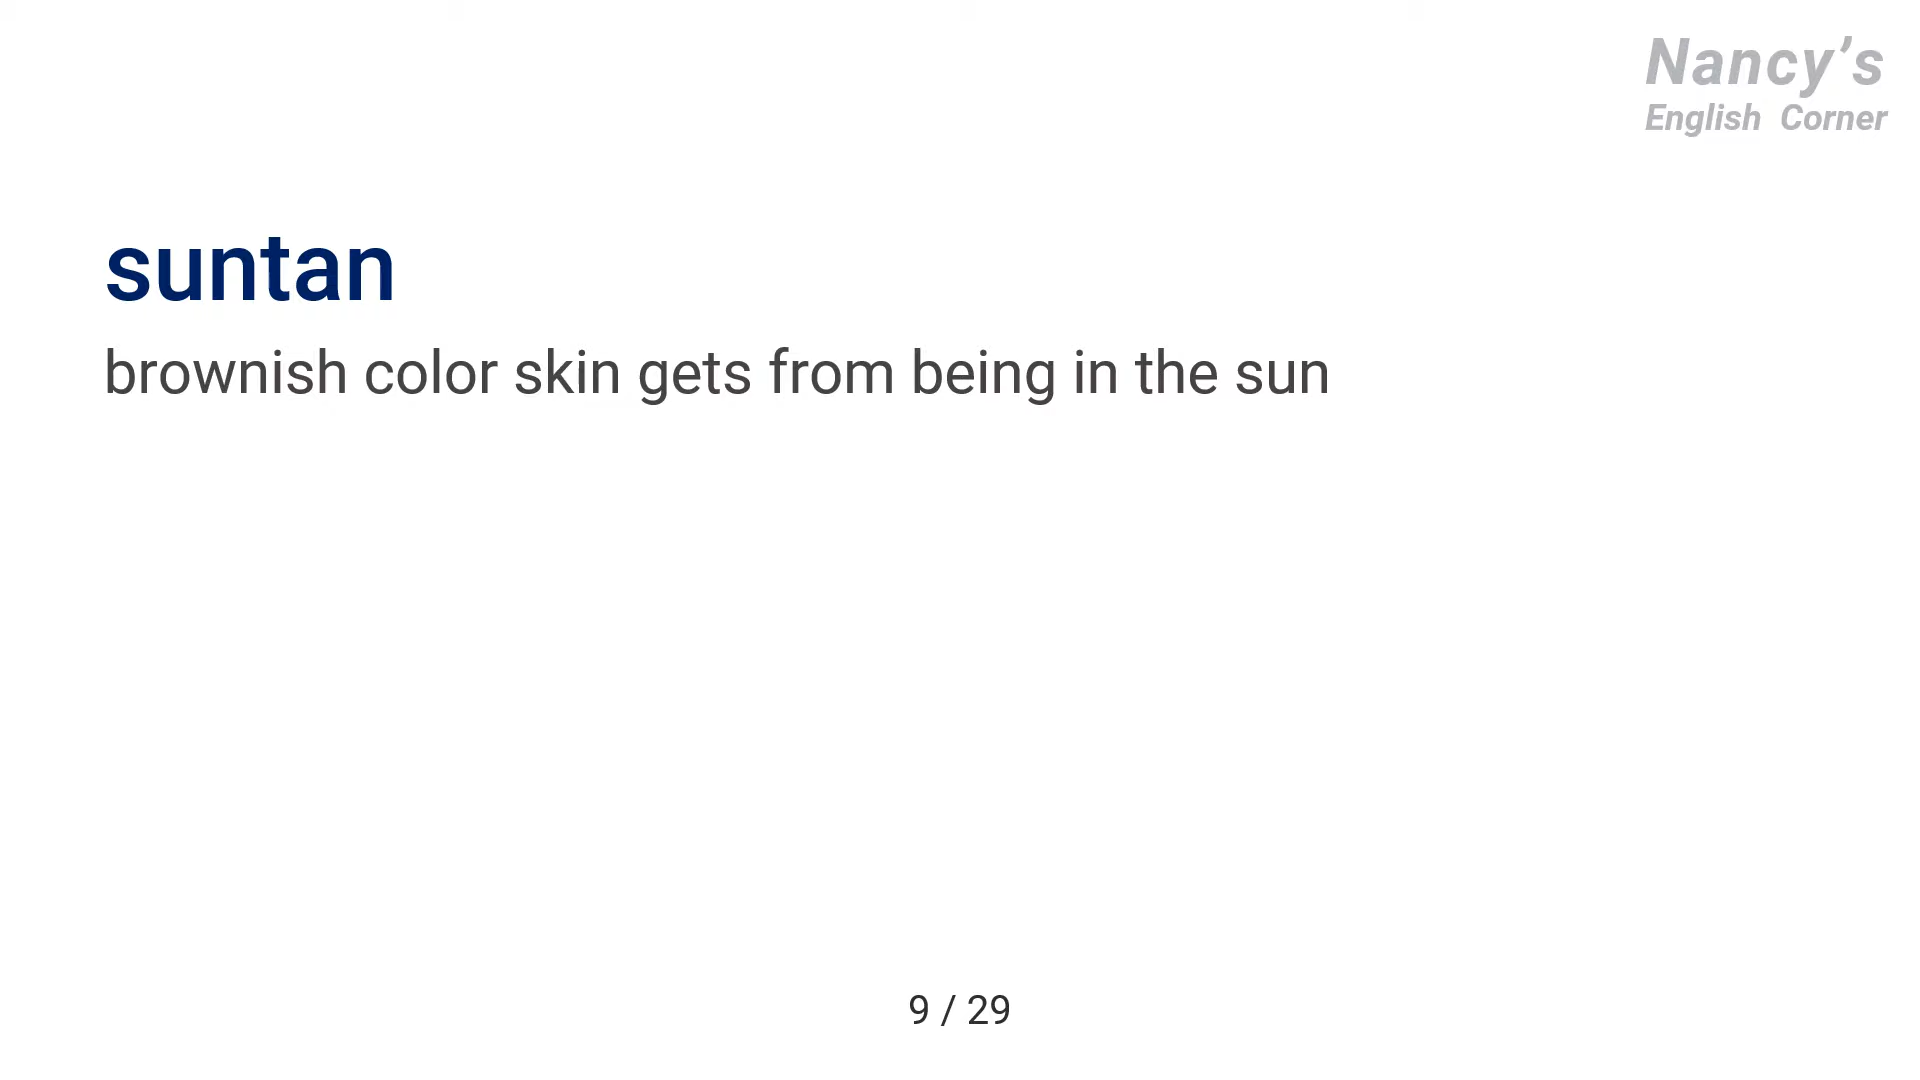 Nancy’s
English Corner
suntan
brownish color skin gets from being in the sun
9 / 29